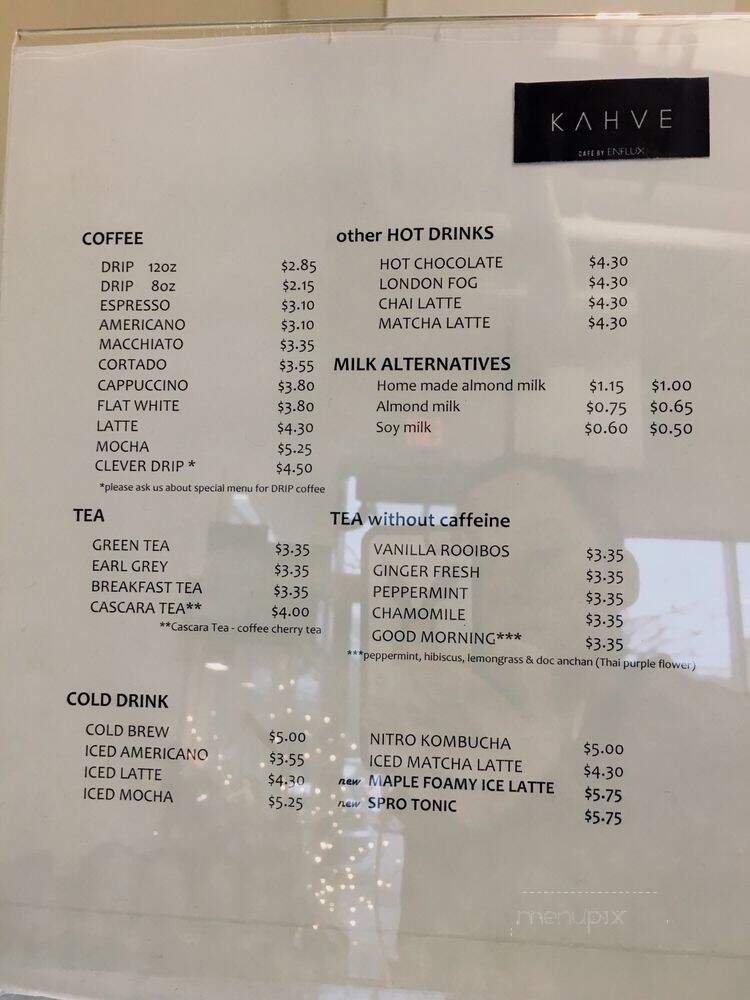 KAHVE
CAFE BY ENFLUX
COFFEE
DRIP 12OZ $2.85
DRIP 8oz $2.15
ESPRESSO $3.10
AMERICANO $3.10
MACCHIATO $3.35
CORTADO $3.55
CAPPUCCINO $3.80
FLAT WHITE $3.80
LATTE $4.30
MOCHA $5.25
CLEVER DRIP * $4.50
*please ask us about special menu for DRIP coffee
other HOT DRINKS
HOT CHOCOLATE $4.30
LONDON FOG $4.30
CHAI LATTE $4.30
MATCHA LATTE $4.30
MILK ALTERNATIVES
Home made almond milk $1.15 $1.00
Almond milk $0.75 $0.65
Soy milk $0.60 $0.50
TEA
GREEN TEA $3.35
EARL GREY $3.35
BREAKFAST TEA $3.35
CASCARA TEA** $4.00
**Cascara Tea - coffee cherry tea
TEA without caffeine
VANILLA ROOIBOS $3.35
GINGER FRESH $3.35
PEPPERMINT $3.35
CHAMOMILE $3.35
GOOD MORNING*** $3.35
***peppermint, hibiscus, lemongrass & doc anchan (Thai purple flower)
COLD DRINK
COLD BREW $5.00
ICED AMERICANO $3.55
ICED LATTE $4.30
ICED MOCHA $5.25
NITRO KOMBUCHA $5.00
ICED MATCHA LATTE $4.30
new MAPLE FOAMY ICE LATTE $5.75
new SPRO TONIC $5.75
menupix